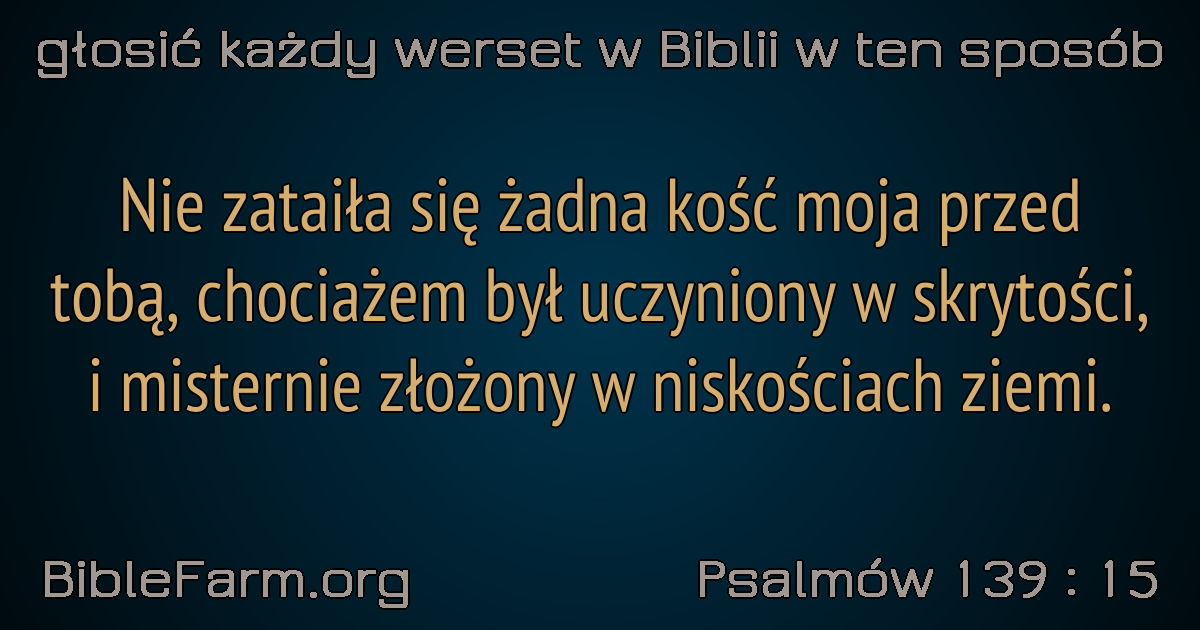 głosić każdy werset w Biblii w ten sposób
Nie zataiła się żadna kość moja przed
tobą, chociażem był uczyniony w skrytości,
i misternie złożony w niskościach ziemi.
BibleFarm.org
Psalmów 139 : 15